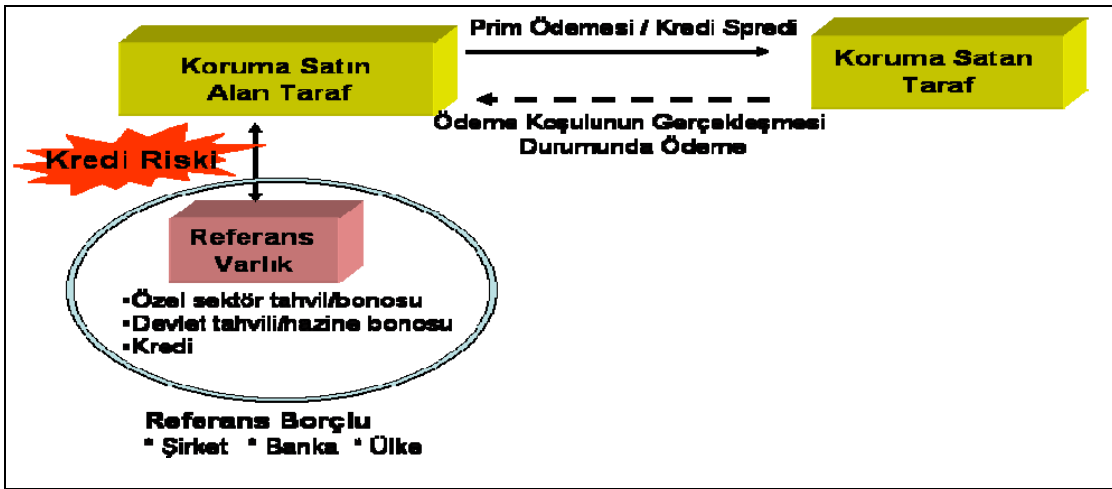 Prim Ödemesi / Kredi Spredi
Koruma Satın
Alan Taraf
Koruma Satan
Taraf
Ödeme Koşulunun Gerçekleşmesi
Durumunda Ödeme
Kredi Riski
Referans
Varlık
▪Özel sektör tahvil/bonosu
▪Devlet tahvili/hazine bonosu
▪Kredi
Referans Borçlu
* Şirket * Banka * Ülke